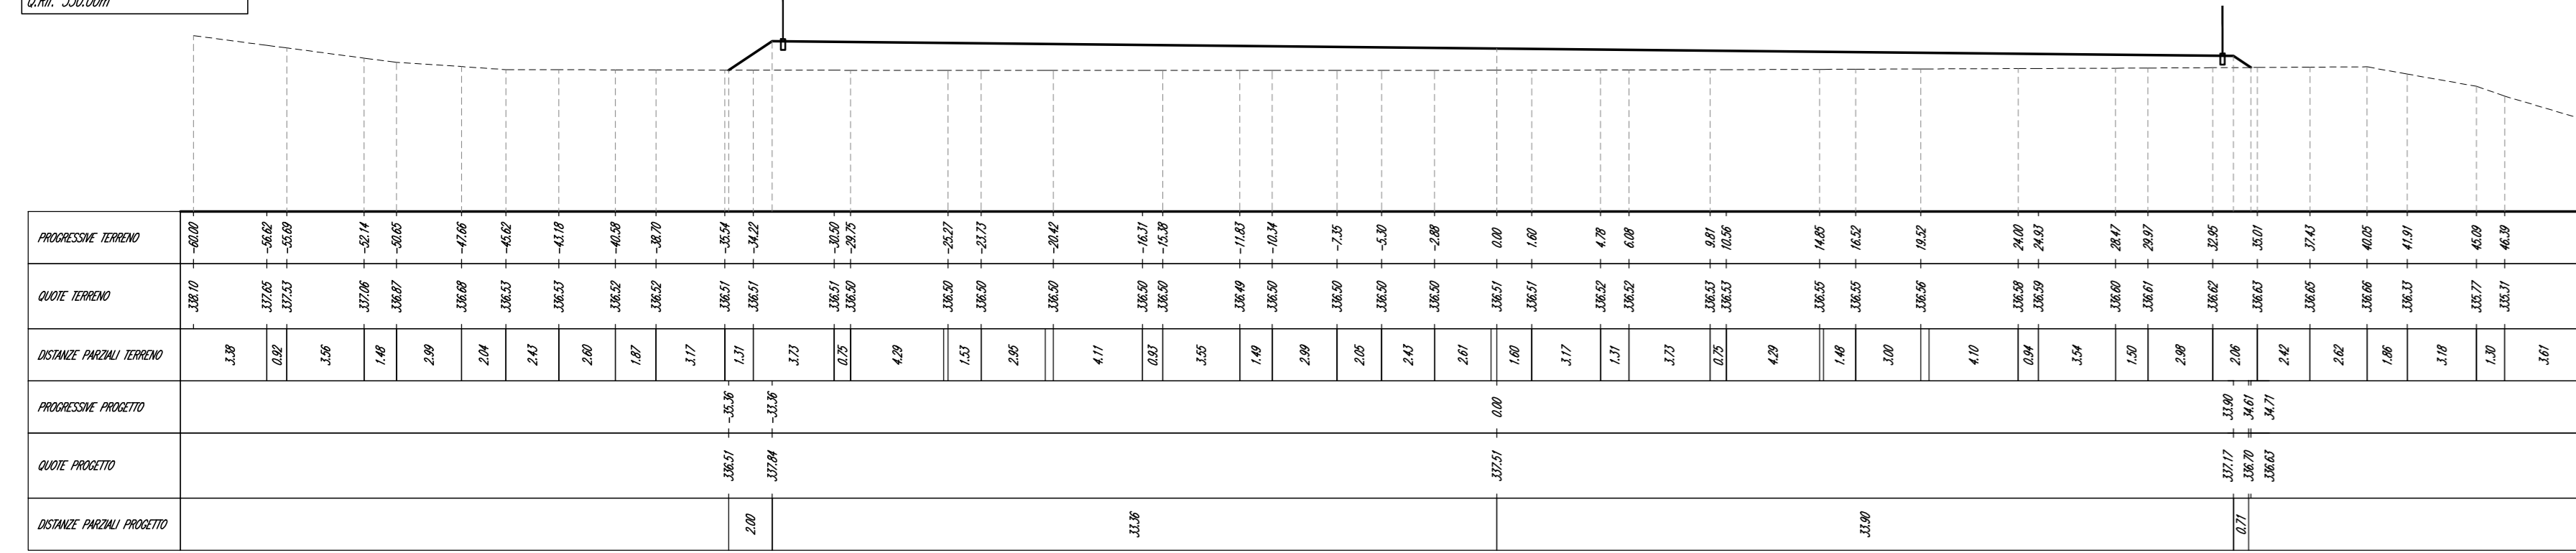 PROGRESSIVE TERRENO -60.00 -56.62 -55.69 -52.14 -50.65 -47.66 -45.62 -43.18 -40.58 -38.70 -35.54 -34.22 -30.50 -29.75 -25.27 -23.73 -20.42 -16.31 -15.38 -11.83 -10.34 -7.35 -5.30 -2.88 0.00 1.60 4.78 6.08 9.81 10.56 14.85 16.52 19.52 24.00 24.93 28.47 29.97 32.95 35.01 37.43 40.05 41.91 45.09 46.39
QUOTE TERRENO 338.10 337.65 337.53 337.06 336.87 336.68 336.53 336.53 336.52 336.52 336.51 336.51 336.51 336.50 336.50 336.50 336.50 336.50 336.50 336.49 336.50 336.50 336.50 336.50 336.51 336.51 336.52 336.52 336.53 336.53 336.55 336.55 336.56 336.58 336.59 336.60 336.61 336.62 336.63 336.65 336.66 336.33 335.77 335.31
DISTANZE PARZIALI TERRENO 3.38 0.92 3.56 1.48 2.99 2.04 2.43 2.60 1.87 3.17 1.31 3.73 0.75 4.29 1.53 2.95 4.11 0.93 3.55 1.49 2.99 2.05 2.43 2.61 1.60 3.17 1.31 3.73 0.75 4.29 1.48 3.00 4.10 0.94 3.54 1.50 2.98 2.06 2.42 2.62 1.86 3.18 1.30 3.61
PROGRESSIVE PROGETTO -35.36 -33.36 0.00 33.90 34.61 34.71
QUOTE PROGETTO 336.51 337.84 337.51 337.17 336.70 336.63
DISTANZE PARZIALI PROGETTO 2.00 33.36 33.90 0.71